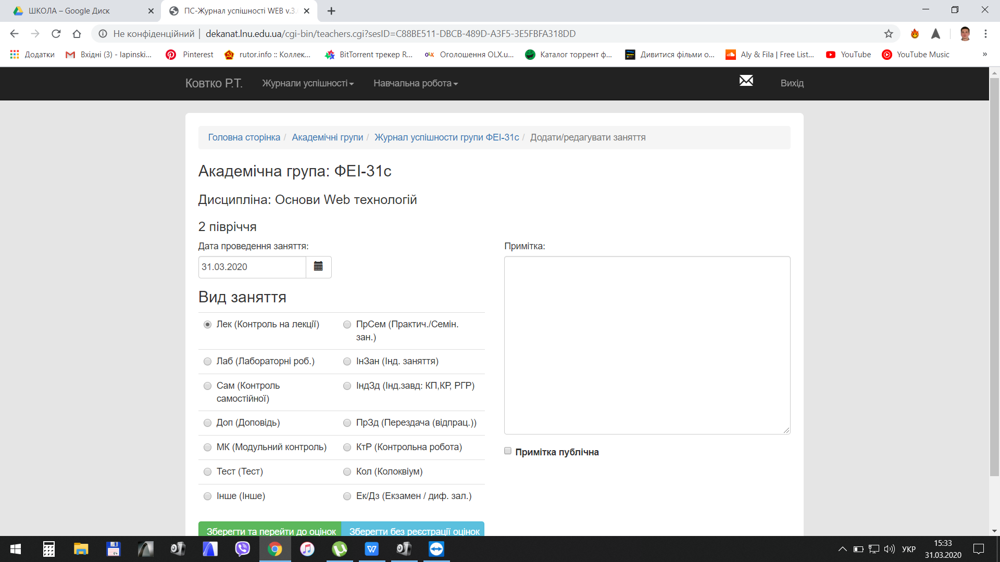 ШКОЛА – Google Диск
ПС-Журнал успішності WEB v.3.
Не конфіденційний
dekanat.lnu.edu.ua/cgi-bin/teachers.cgi?sesID=C88BE511-DBCB-489D-A3F5-3E5FBFA318DD
Додатки
Вхідні (3) - lapinski...
Pinterest
rutor.info :: Коллек...
BitTorrent трекер R...
Оголошення OLX.u...
Каталог торрент ф...
Дивитися фільми о...
Aly & Fila | Free List...
YouTube
YouTube Music
»
Ковтко Р.Т.
Журнали успішності
Навчальна робота
Вихід
Головна сторінка / Академічні групи / Журнал успішности групи ФЕІ-31с / Додати/редагувати заняття
Академічна група: ФЕІ-31с
Дисципліна: Основи Web технологій
2 півріччя
Дата проведення заняття:
31.03.2020
Вид заняття
Лек (Контроль на лекції)
ПрСем (Практич./Семін.
зан.)
Лаб (Лабораторні роб.)
ІнЗан (Інд. заняття)
Сам (Контроль
самостійної)
ІндЗд (Інд.завд: КП,КР, РГР)
Доп (Доповідь)
ПрЗд (Перездача (відпрац.))
МК (Модульний контроль)
КтР (Контрольна робота)
Тест (Тест)
Кол (Колоквіум)
Інше (Інше)
Ек/Дз (Екзамен / диф. зал.)
Зберегти та перейти до оцінок
Зберегти без реєстрації оцінок
Примітка:
Примітка публічна
УКР
15:33
31.03.2020